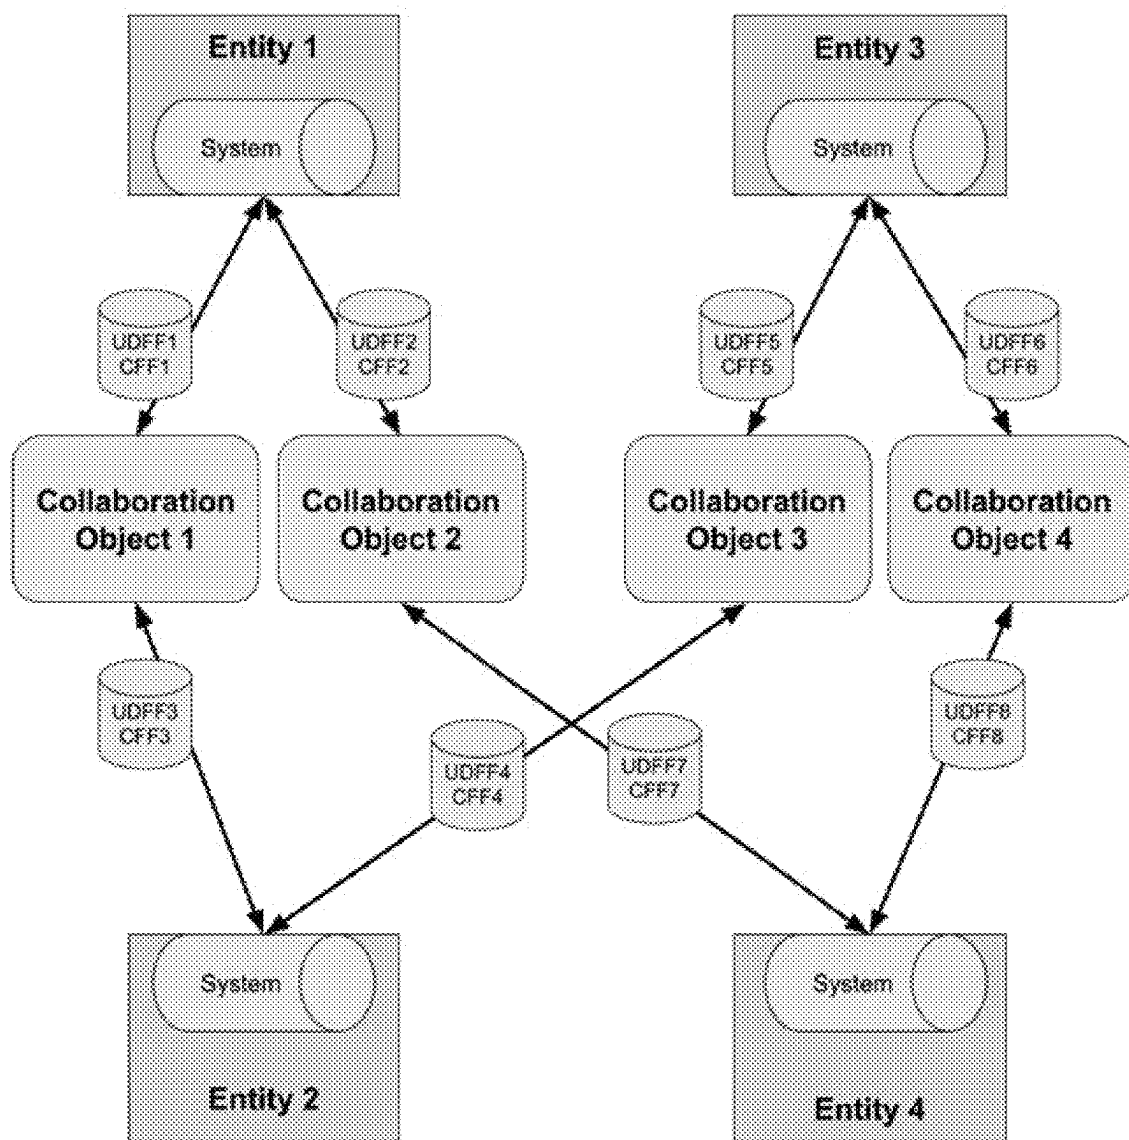 Entity 1
Entity 3
System
System
UDFF1
CFF1
UDFF2
CFF2
UDFF5
CFF5
UDFF6
CFF6
Collaboration
Object 1
Collaboration
Object 2
Collaboration
Object 3
Collaboration
Object 4
UDFF3
CFF3
UDFF4
CFF4
UDFF7
CFF7
UDFF8
CFF8
System
System
Entity 2
Entity 4